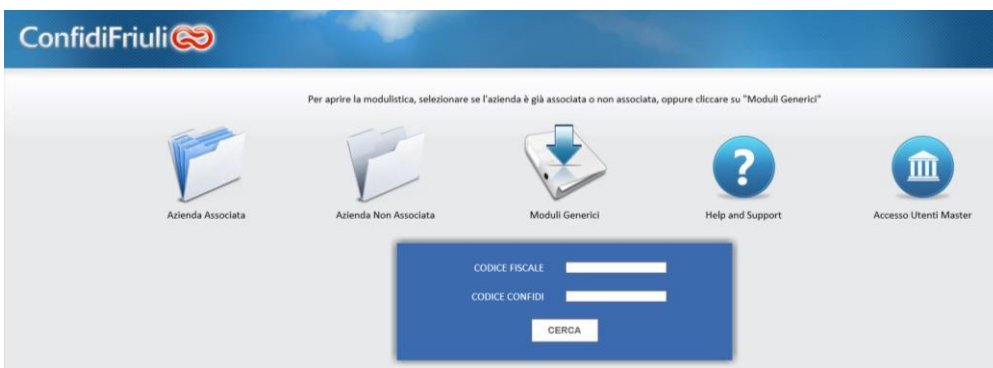 ConfidiFriuli
Per aprire la modulistica, selezionare se l'azienda è già associata o non associata, oppure cliccare su "Moduli Generici"
?
Azienda Associata
Azienda Non Associata
Moduli Generici
Help and Support
Accesso Utenti Master
CODICE FISCALE
CODICE CONFIDI
CERCA